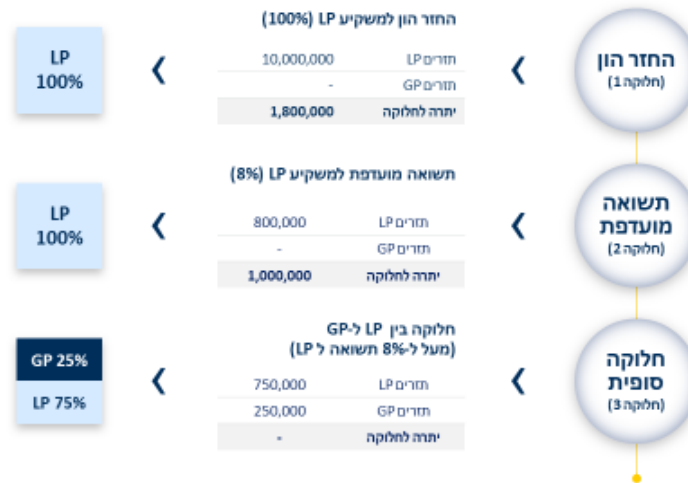 החזר הון
(חלוקה 1)
החזר הון למשקיע LP (100%)
תזרים LP 10,000,000
תזרים GP -
יתרה לחלוקה 1,800,000
LP
100%
תשואה
מועדפת
(חלוקה 2)
תשואה מועדפת למשקיע LP (8%)
תזרים LP 800,000
תזרים GP -
יתרה לחלוקה 1,000,000
LP
100%
חלוקה
סופית
(חלוקה 3)
חלוקה בין LP ל-GP
(מעל ל-8% תשואה ל LP)
תזרים LP 750,000
תזרים GP 250,000
יתרה לחלוקה -
GP 25%
LP 75%